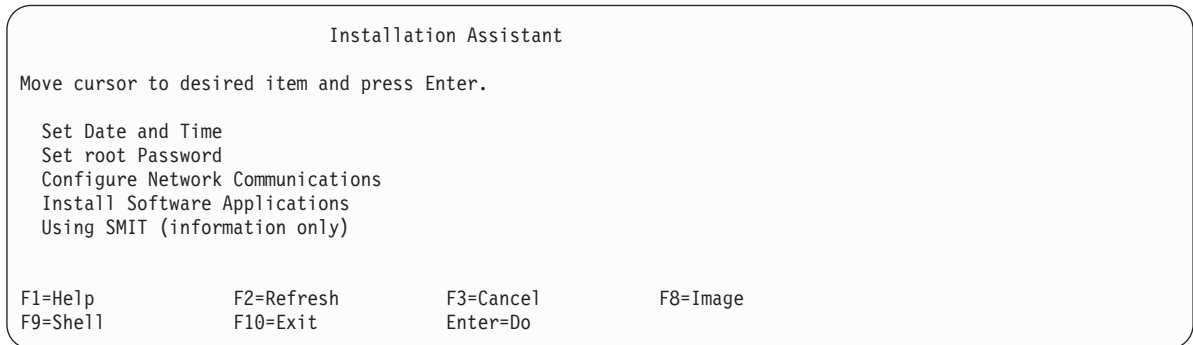 Installation Assistant
Move cursor to desired item and press Enter.
Set Date and Time
Set root Password
Configure Network Communications
Install Software Applications
Using SMIT (information only)
F1=Help F2=Refresh F3=Cancel F8=Image
F9=Shell F10=Exit Enter=Do